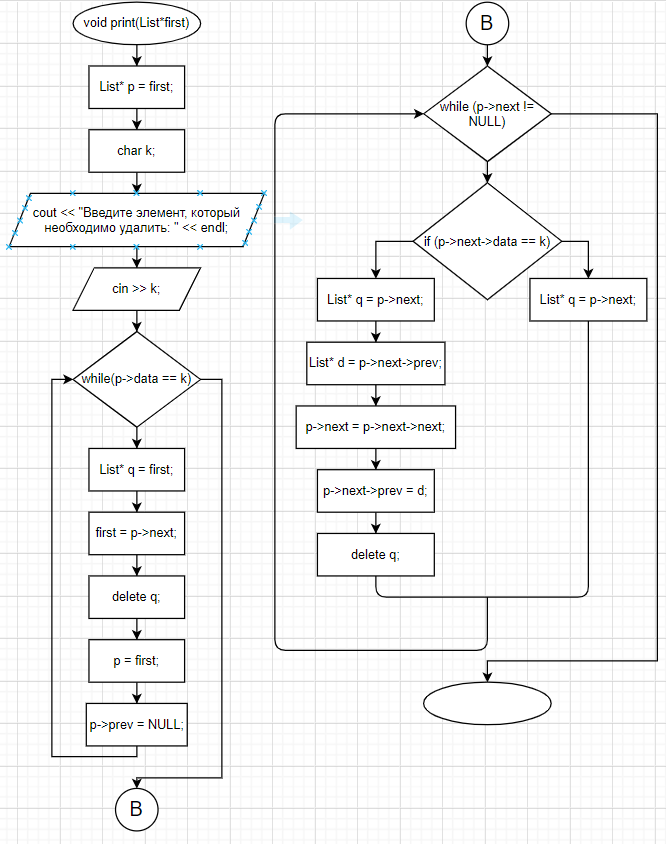 void print(List*first)
List* p = first;
char k;
cout << "Введите элемент, который
необходимо удалить: " << endl;
cin >> k;
while(p->data == k)
List* q = first;
first = p->next;
delete q;
p = first;
p->prev = NULL;
B
B
while (p->next !=
NULL)
if (p->next->data == k)
List* q = p->next;
List* d = p->next->prev;
p->next = p->next->next;
p->next->prev = d;
delete q;
List* q = p->next;